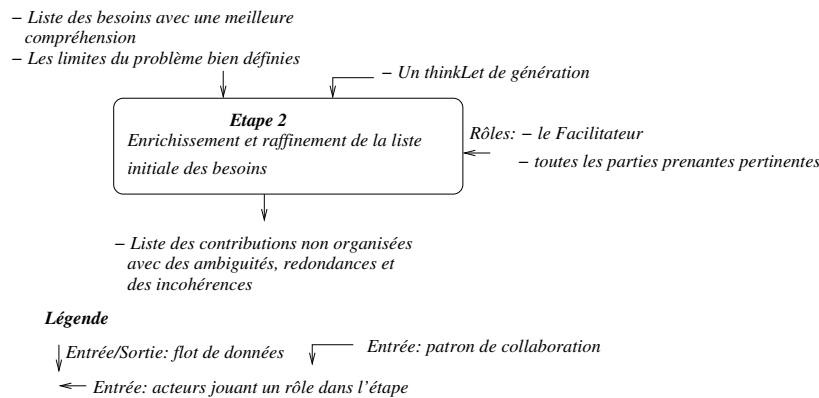 − Liste des besoins avec une meilleure
compréhension
− Les limites du problème bien définies
− Un thinkLet de génération
Etape 2
Enrichissement et raffinement de la liste
initiale des besoins
Rôles: − le Facilitateur
− toutes les parties prenantes pertinentes
− Liste des contributions non organisées
avec des ambiguités, redondances et
des incohérences
Légende
Entrée/Sortie: flot de données
Entrée: patron de collaboration
Entrée: acteurs jouant un rôle dans l'étape